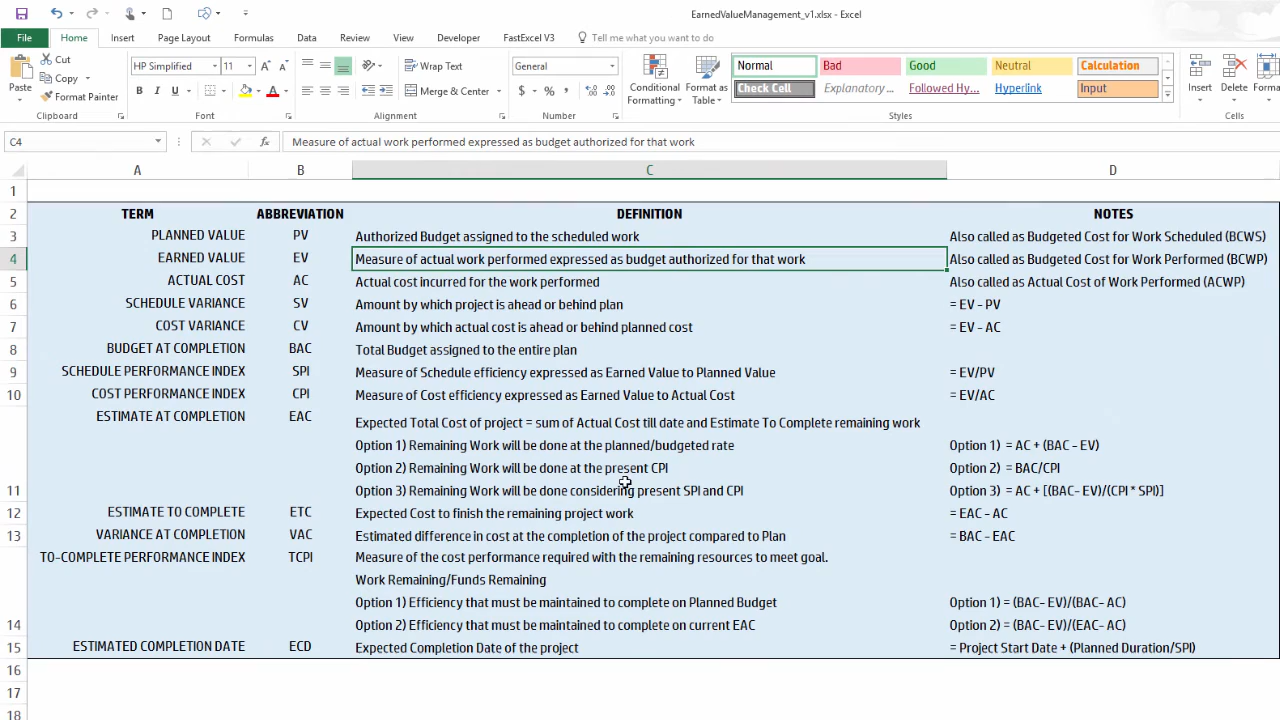 EarnedValueManagement_v1.xlsx - Excel
File Home Insert Page Layout Formulas Data Review View Developer FastExcel V3 Tell me what you want to do
Paste Cut Copy Format Painter Clipboard
HP Simplified 11 A A B I U A Font
Wrap Text Merge & Center Alignment
General $ % , Number
Conditional Formatting Format as Table
Normal Bad Good Neutral Calculation
Check Cell Explanatory ... Followed Hy... Hyperlink Input
Styles
Insert Delete Forma
Cells
C4 fx Measure of actual work performed expressed as budget authorized for that work
A B C D
1
2 TERM ABBREVIATION DEFINITION NOTES
3 PLANNED VALUE PV Authorized Budget assigned to the scheduled work Also called as Budgeted Cost for Work Scheduled (BCWS)
4 EARNED VALUE EV Measure of actual work performed expressed as budget authorized for that work Also called as Budgeted Cost for Work Performed (BCWP)
5 ACTUAL COST AC Actual cost incurred for the work performed Also called as Actual Cost of Work Performed (ACWP)
6 SCHEDULE VARIANCE SV Amount by which project is ahead or behind plan = EV - PV
7 COST VARIANCE CV Amount by which actual cost is ahead or behind planned cost = EV - AC
8 BUDGET AT COMPLETION BAC Total Budget assigned to the entire plan
9 SCHEDULE PERFORMANCE INDEX SPI Measure of Schedule efficiency expressed as Earned Value to Planned Value = EV/PV
10 COST PERFORMANCE INDEX CPI Measure of Cost efficiency expressed as Earned Value to Actual Cost = EV/AC
ESTIMATE AT COMPLETION EAC Expected Total Cost of project = sum of Actual Cost till date and Estimate To Complete remaining work
Option 1) Remaining Work will be done at the planned/budgeted rate Option 1) = AC + (BAC - EV)
Option 2) Remaining Work will be done at the present CPI Option 2) = BAC/CPI
11 Option 3) Remaining Work will be done considering present SPI and CPI Option 3) = AC + [(BAC- EV)/(CPI * SPI)]
12 ESTIMATE TO COMPLETE ETC Expected Cost to finish the remaining project work = EAC - AC
13 VARIANCE AT COMPLETION VAC Estimated difference in cost at the completion of the project compared to Plan = BAC - EAC
TO-COMPLETE PERFORMANCE INDEX TCPI Measure of the cost performance required with the remaining resources to meet goal.
Work Remaining/Funds Remaining
Option 1) Efficiency that must be maintained to complete on Planned Budget Option 1) = (BAC- EV)/(BAC- AC)
14 Option 2) Efficiency that must be maintained to complete on current EAC Option 2) = (BAC- EV)/(EAC- AC)
15 ESTIMATED COMPLETION DATE ECD Expected Completion Date of the project = Project Start Date + (Planned Duration/SPI)
16
17
18